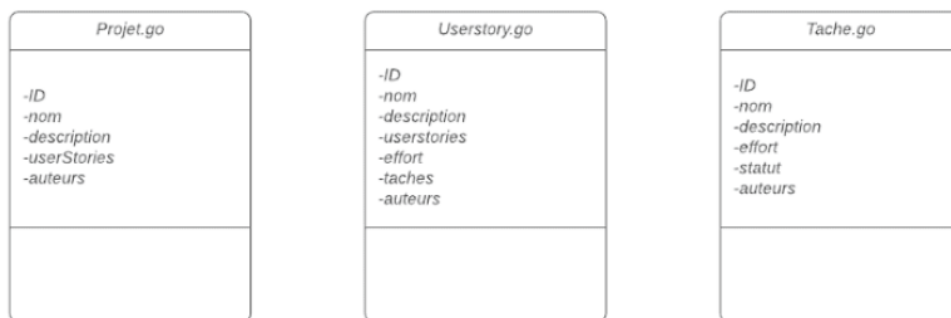 Projet.go
-ID
-nom
-description
-userStories
-auteurs
Userstory.go
-ID
-nom
-description
-userstories
-effort
-taches
-auteurs
Tache.go
-ID
-nom
-description
-effort
-statut
-auteurs